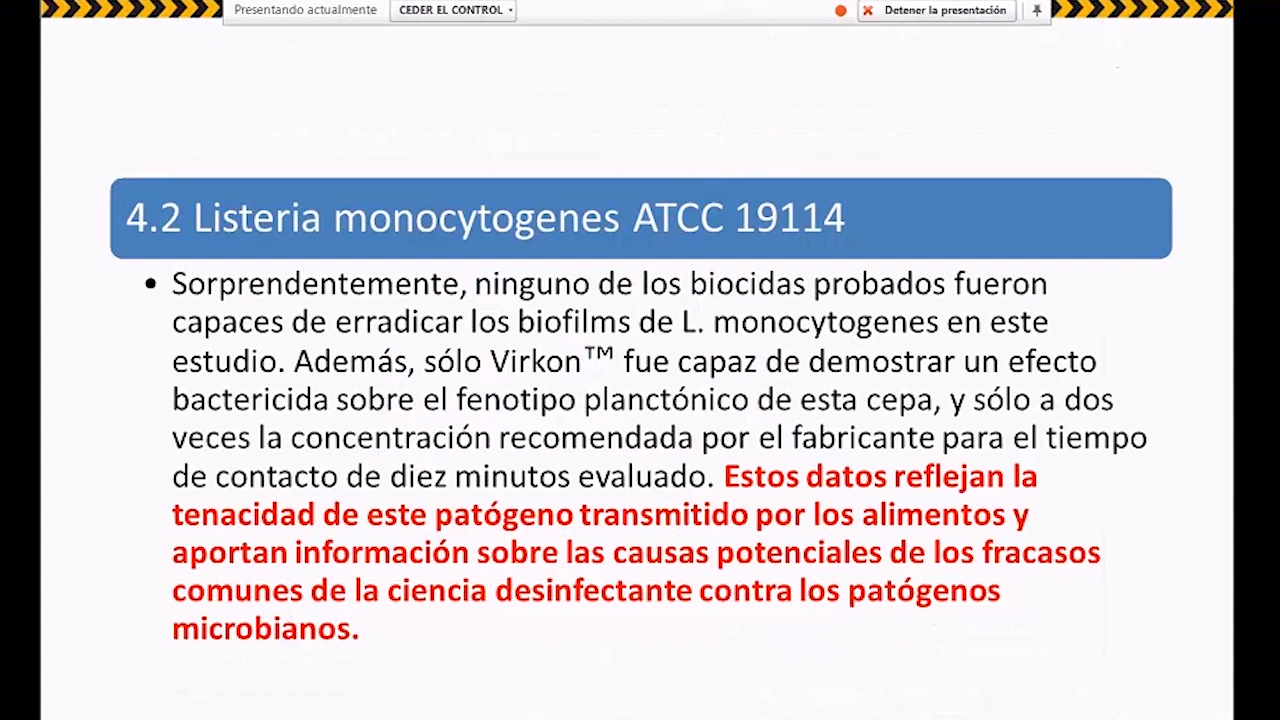 Presentando actualmente CEDER EL CONTROL Detener la presentación
4.2 Listeria monocytogenes ATCC 19114
• Sorprendentemente, ninguno de los biocidas probados fueron
capaces de erradicar los biofilms de L. monocytogenes en este
estudio. Además, sólo Virkon™ fue capaz de demostrar un efecto
bactericida sobre el fenotipo planctónico de esta cepa, y sólo a dos
veces la concentración recomendada por el fabricante para el tiempo
de contacto de diez minutos evaluado. Estos datos reflejan la
tenacidad de este patógeno transmitido por los alimentos y
aportan información sobre las causas potenciales de los fracasos
comunes de la ciencia desinfectante contra los patógenos
microbianos.